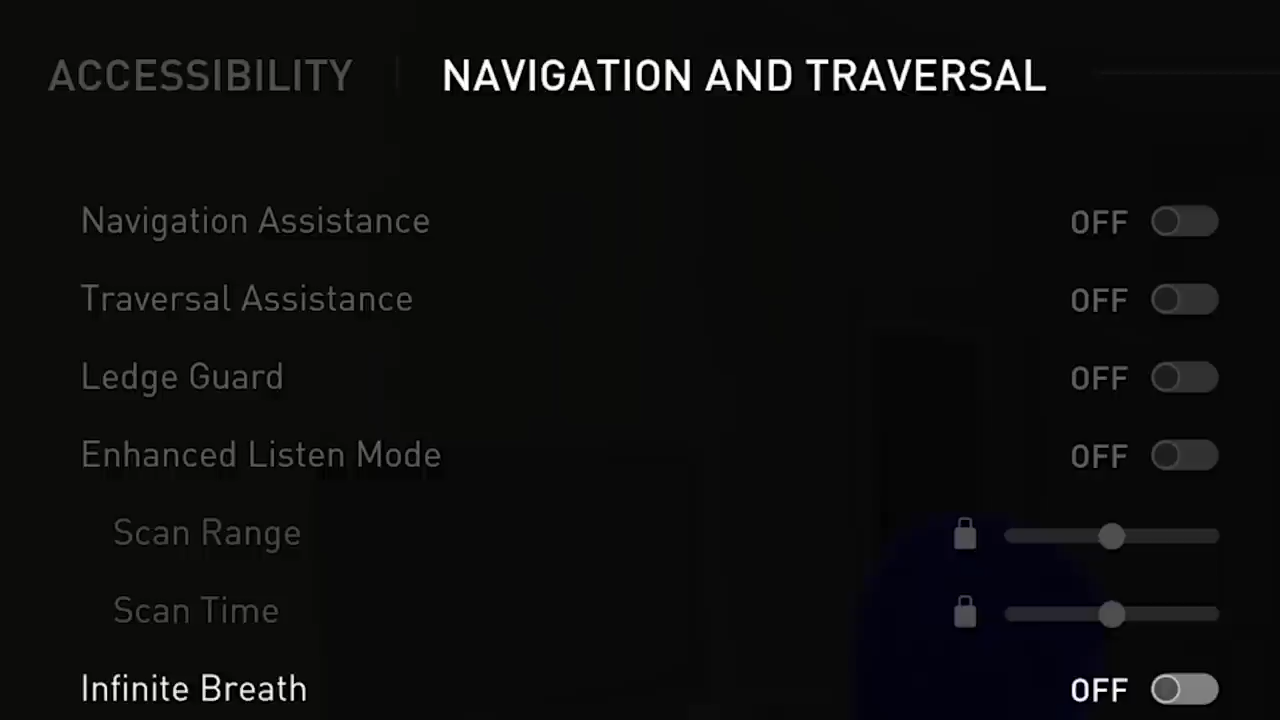 ACCESSIBILITY | NAVIGATION AND TRAVERSAL
Navigation Assistance OFF
Traversal Assistance OFF
Ledge Guard OFF
Enhanced Listen Mode OFF
Scan Range
Scan Time
Infinite Breath OFF